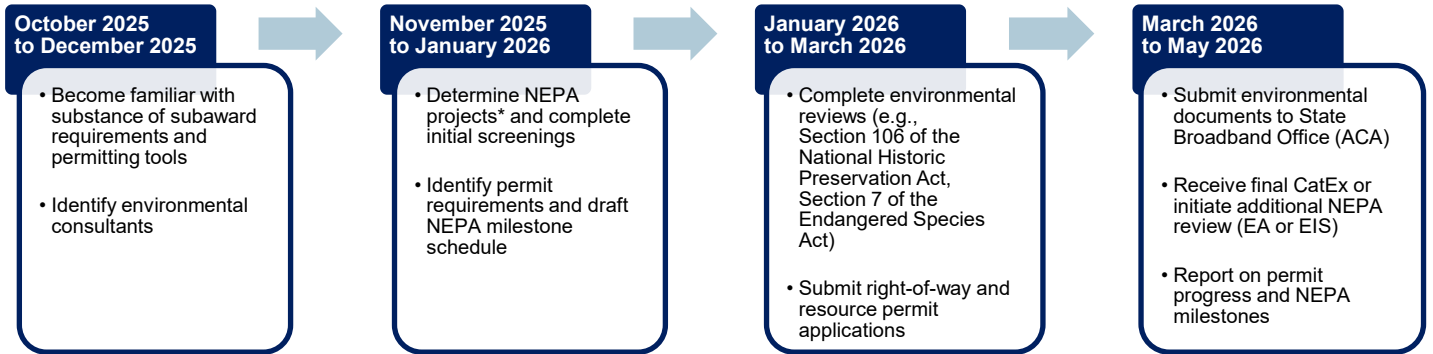 October 2025
to December 2025
• Become familiar with
substance of subaward
requirements and
permitting tools
• Identify environmental
consultants
November 2025
to January 2026
• Determine NEPA
projects* and complete
initial screenings
• Identify permit
requirements and draft
NEPA milestone
schedule
January 2026
to March 2026
• Complete environmental
reviews (e.g.,
Section 106 of the
National Historic
Preservation Act,
Section 7 of the
Endangered Species
Act)
• Submit right-of-way and
resource permit
applications
March 2026
to May 2026
• Submit environmental
documents to State
Broadband Office (ACA)
• Receive final CatEx or
initiate additional NEPA
review (EA or EIS)
• Report on permit
progress and NEPA
milestones